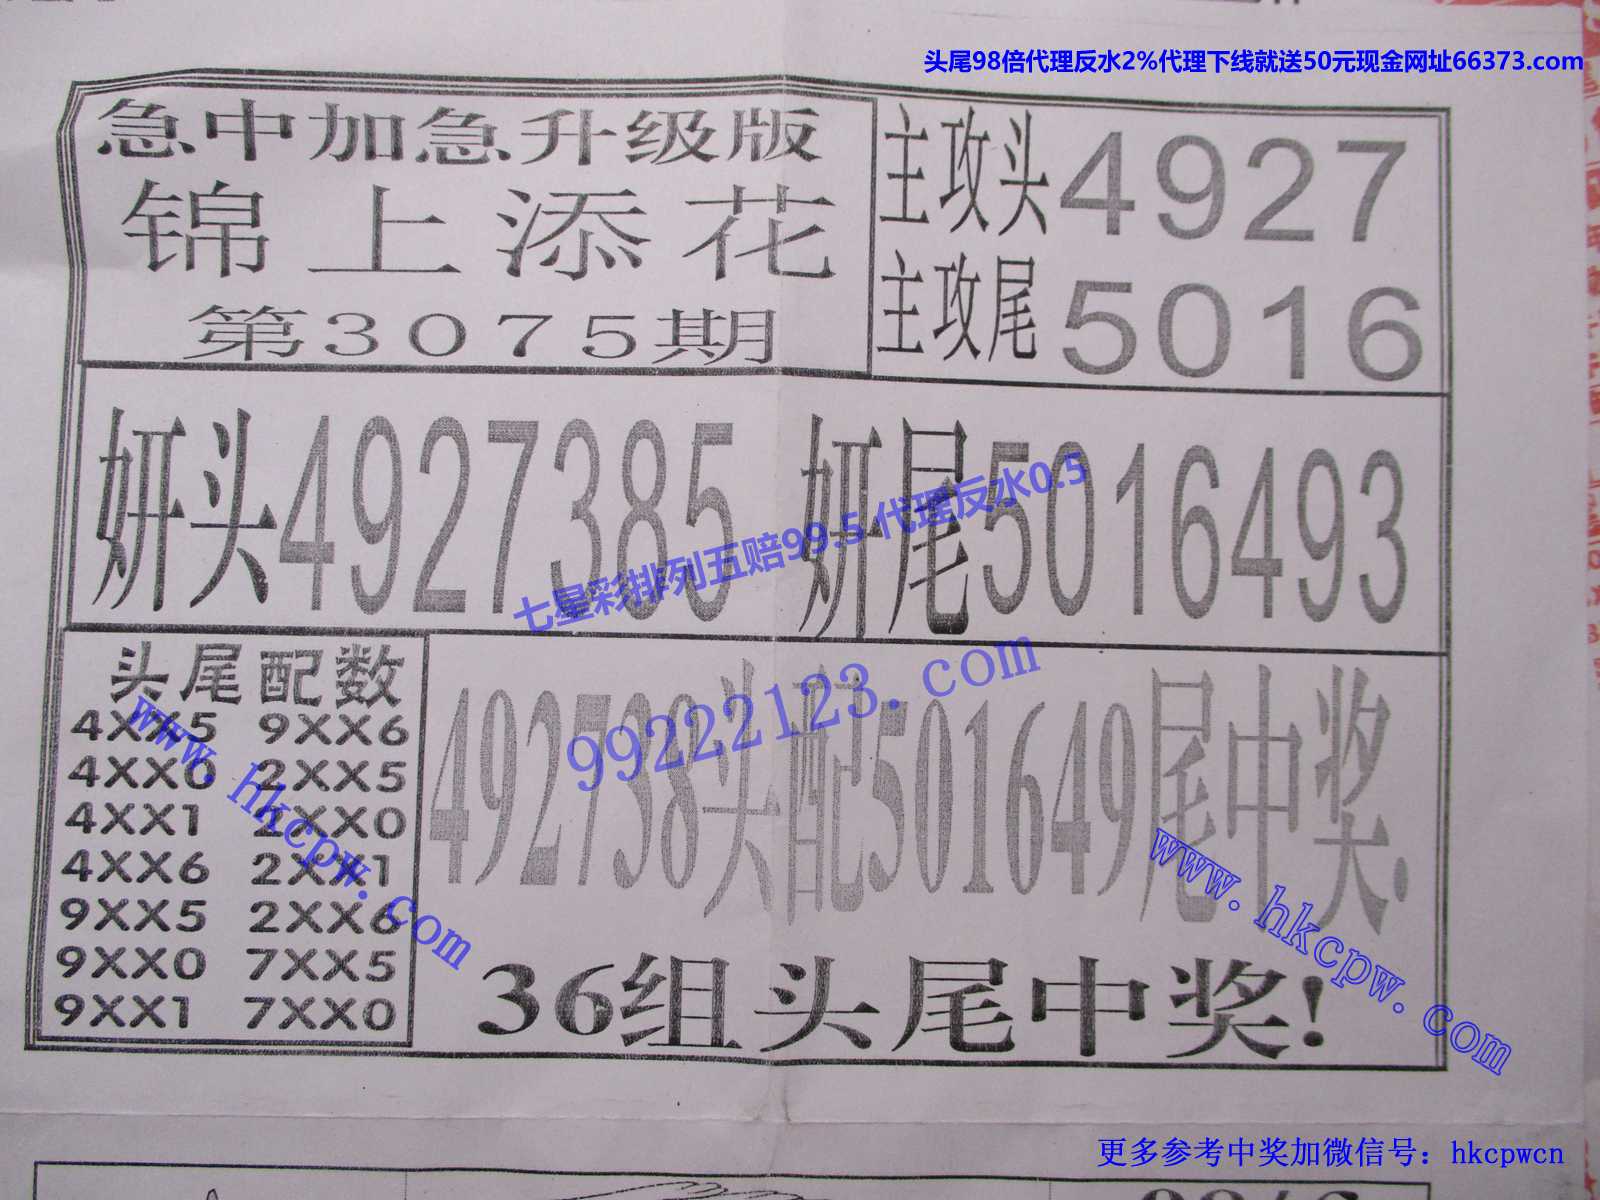 头尾98倍代理反水2%代理下线就送50元现金网址66373.com
急中加急升级版
锦上添花
第3075期
主攻头4927
主攻尾5016
妍头4927385
妍尾5016493
七星彩排列五赔99.5 代理反水0.5
99222123.com
头尾配数
4XX5 9XX6
4XX0 2XX5
4XX1 2XX0
4XX6 2XX1
9XX5 2XX6
9XX0 7XX5
9XX1 7XX0
www.hkcpw.com
492738头配501649尾中奖.
36组头尾中奖!
www.hkcpw.com
更多参考中奖加微信号：hkcpwcn